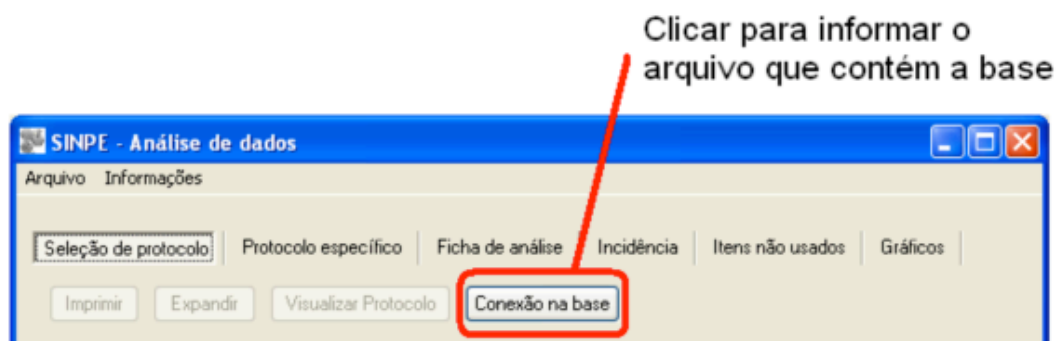 Clicar para informar o
arquivo que contém a base
SINPE - Análise de dados
Arquivo Informações
Seleção de protocolo Protocolo específico Ficha de análise Incidência Itens não usados Gráficos
Imprimir Expandir Visualizar Protocolo Conexão na base